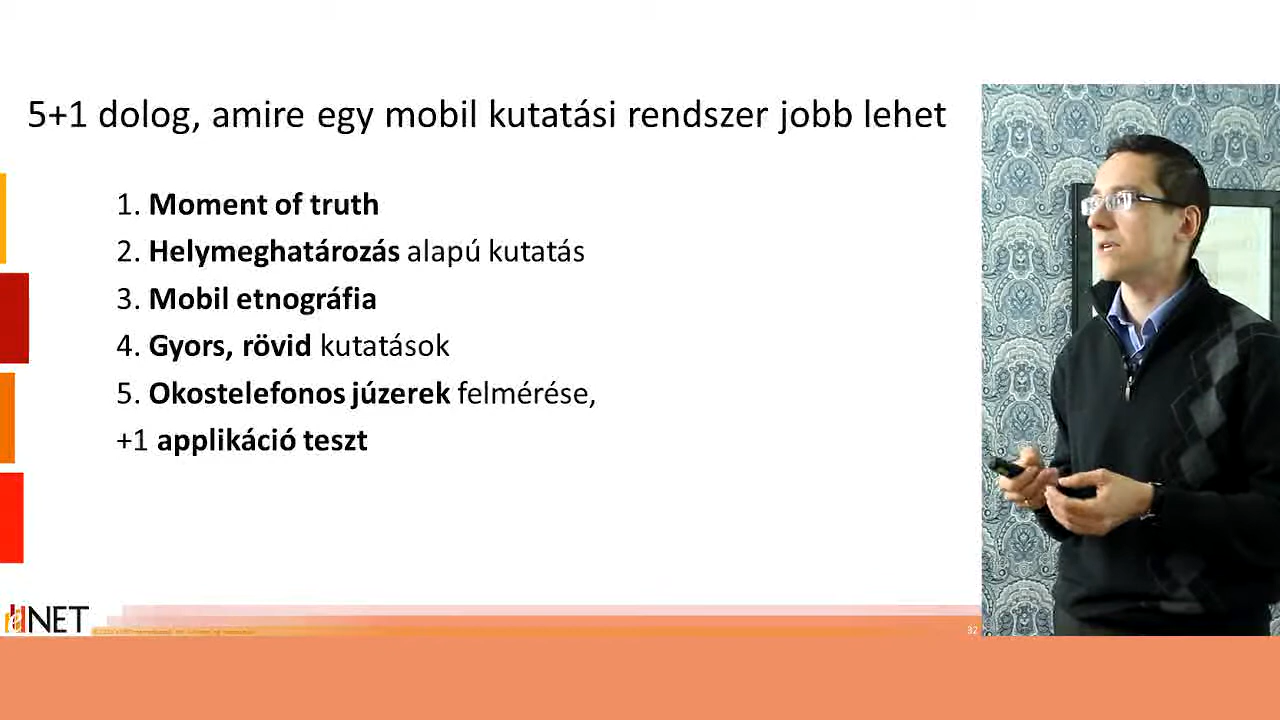 5+1 dolog, amire egy mobil kutatási rendszer jobb lehet
1. Moment of truth
2. Helymeghatározás alapú kutatás
3. Mobil etnográfia
4. Gyors, rövid kutatások
5. Okostelefonos júzerek felmérése,
+1 applikáció teszt
NET
32